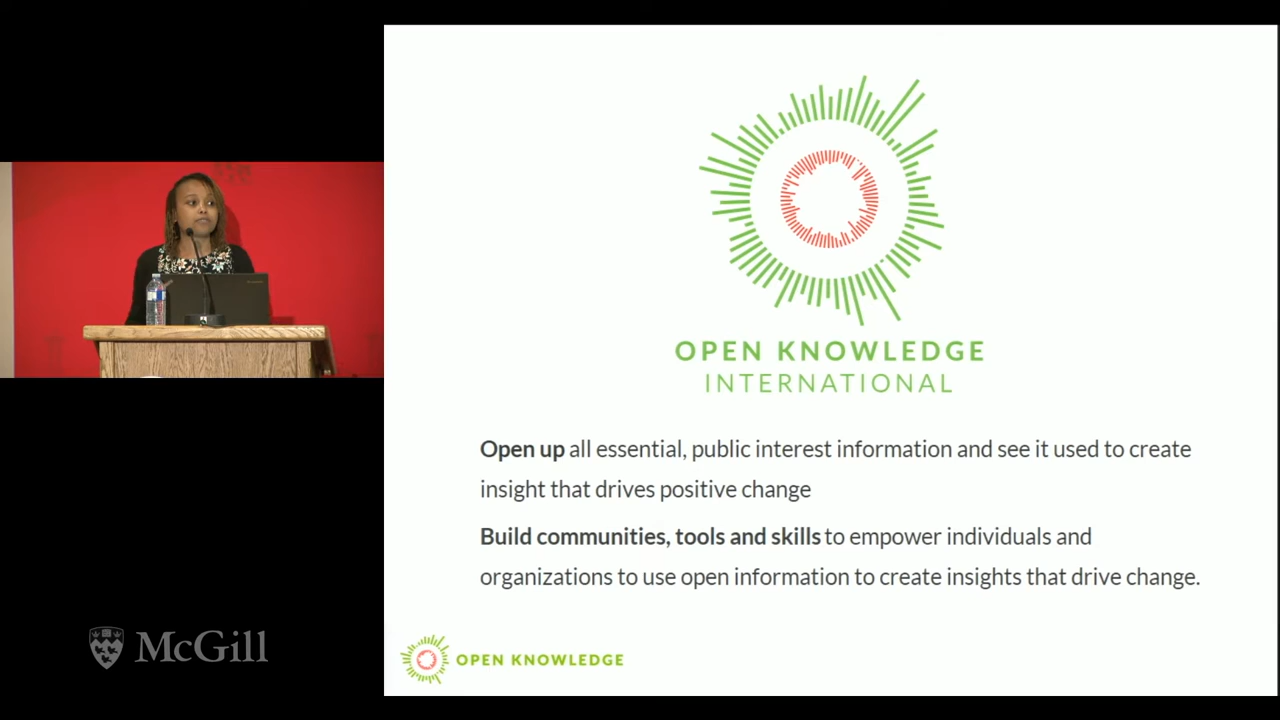 OPEN KNOWLEDGE
INTERNATIONAL
Open up all essential, public interest information and see it used to create
insight that drives positive change
Build communities, tools and skills to empower individuals and
organizations to use open information to create insights that drive change.
McGill
OPEN KNOWLEDGE